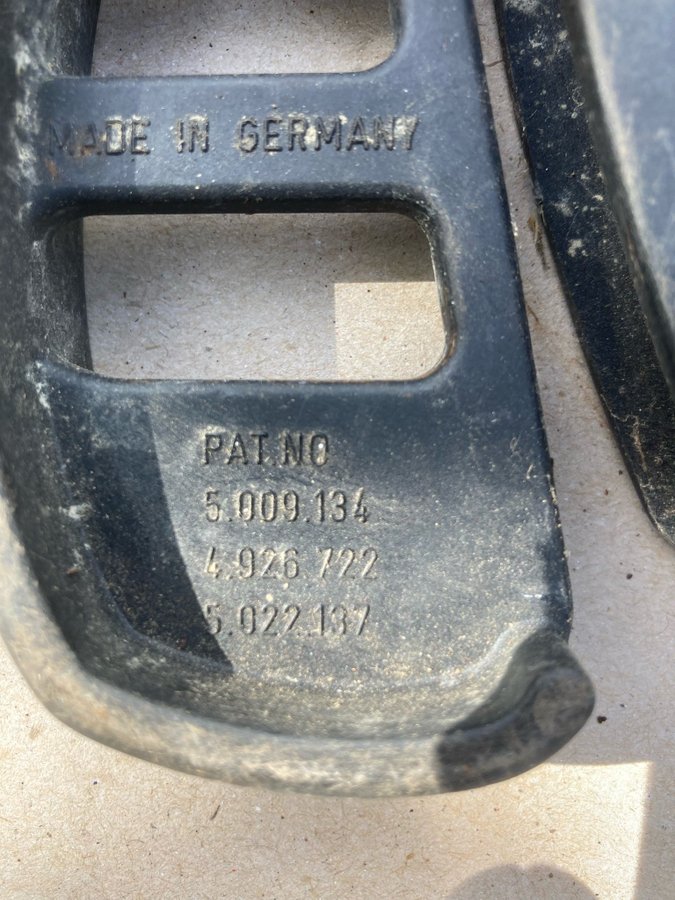 MADE IN GERMANY
PAT.NO
5.009.134
4.926.722
5.022.137